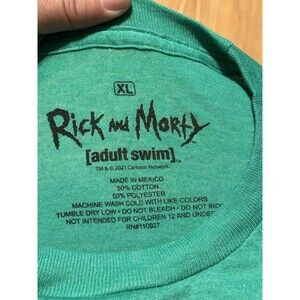 XL
Rick and Morty
[adult swim]™
TM & © 2021 Cartoon Network.
MADE IN MEXICO
50% COTTON
50% POLYESTER
MACHINE WASH COLD WITH LIKE COLORS
TUMBLE DRY LOW - DO NOT BLEACH - DO NOT IRON
NOT INTENDED FOR CHILDREN 12 AND UNDER
RN#110927